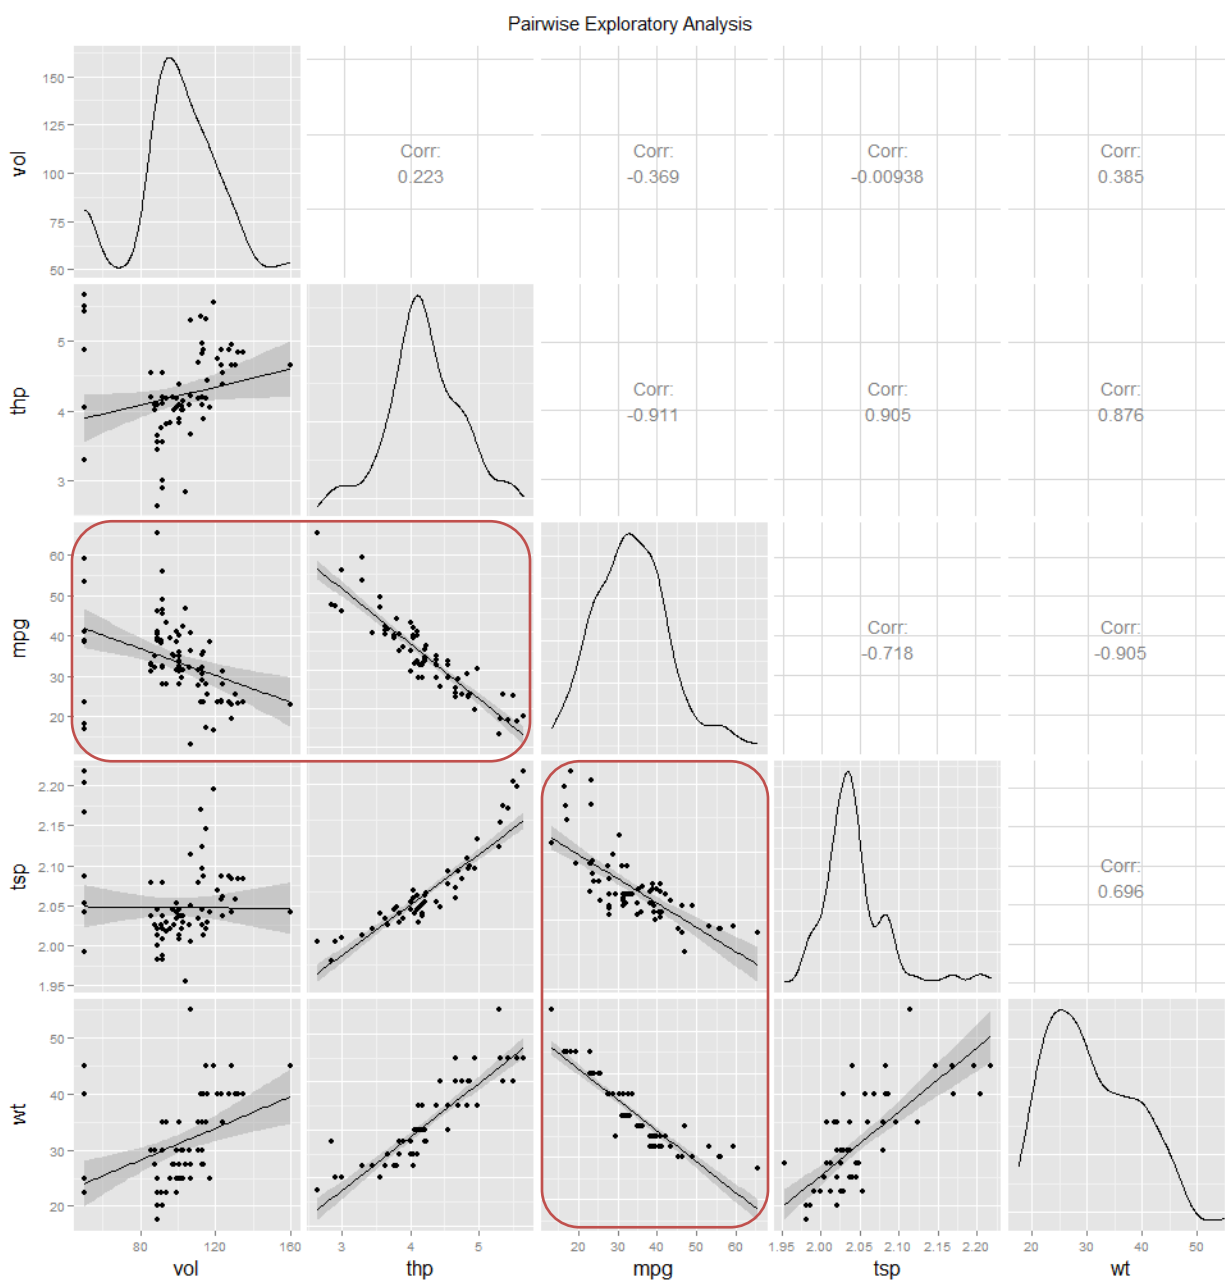 Pairwise Exploratory Analysis
vol
150
125
100
75
50
Corr:
0.223
Corr:
-0.369
Corr:
-0.00938
Corr:
0.385
thp
5
4
3
Corr:
-0.911
Corr:
0.905
Corr:
0.876
mpg
60
50
40
30
20
Corr:
-0.718
Corr:
-0.905
tsp
2.20
2.15
2.10
2.05
2.00
1.95
Corr:
0.696
wt
50
40
30
20
80 120 160
3 4 5
20 30 40 50 60
1.95 2.00 2.05 2.10 2.15 2.20
20 30 40 50
vol thp mpg tsp wt